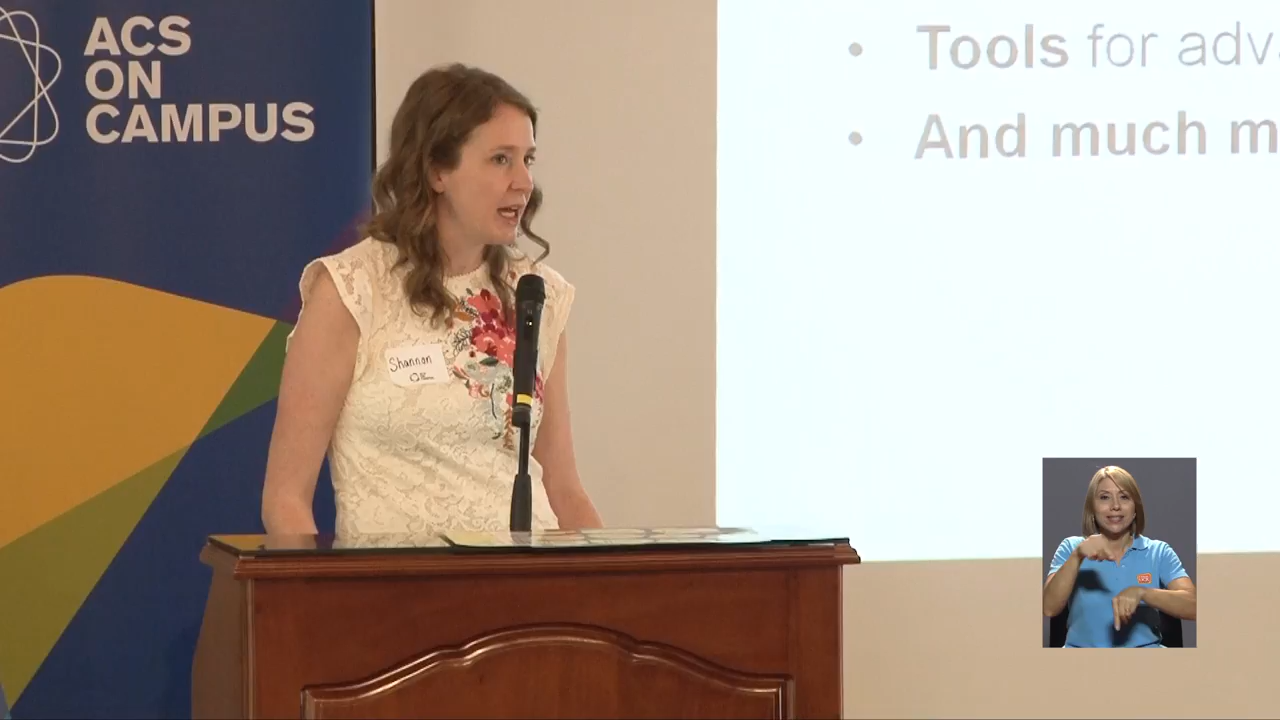 ACS
ON
CAMPUS
• Tools for adv
• And much m
Shannon